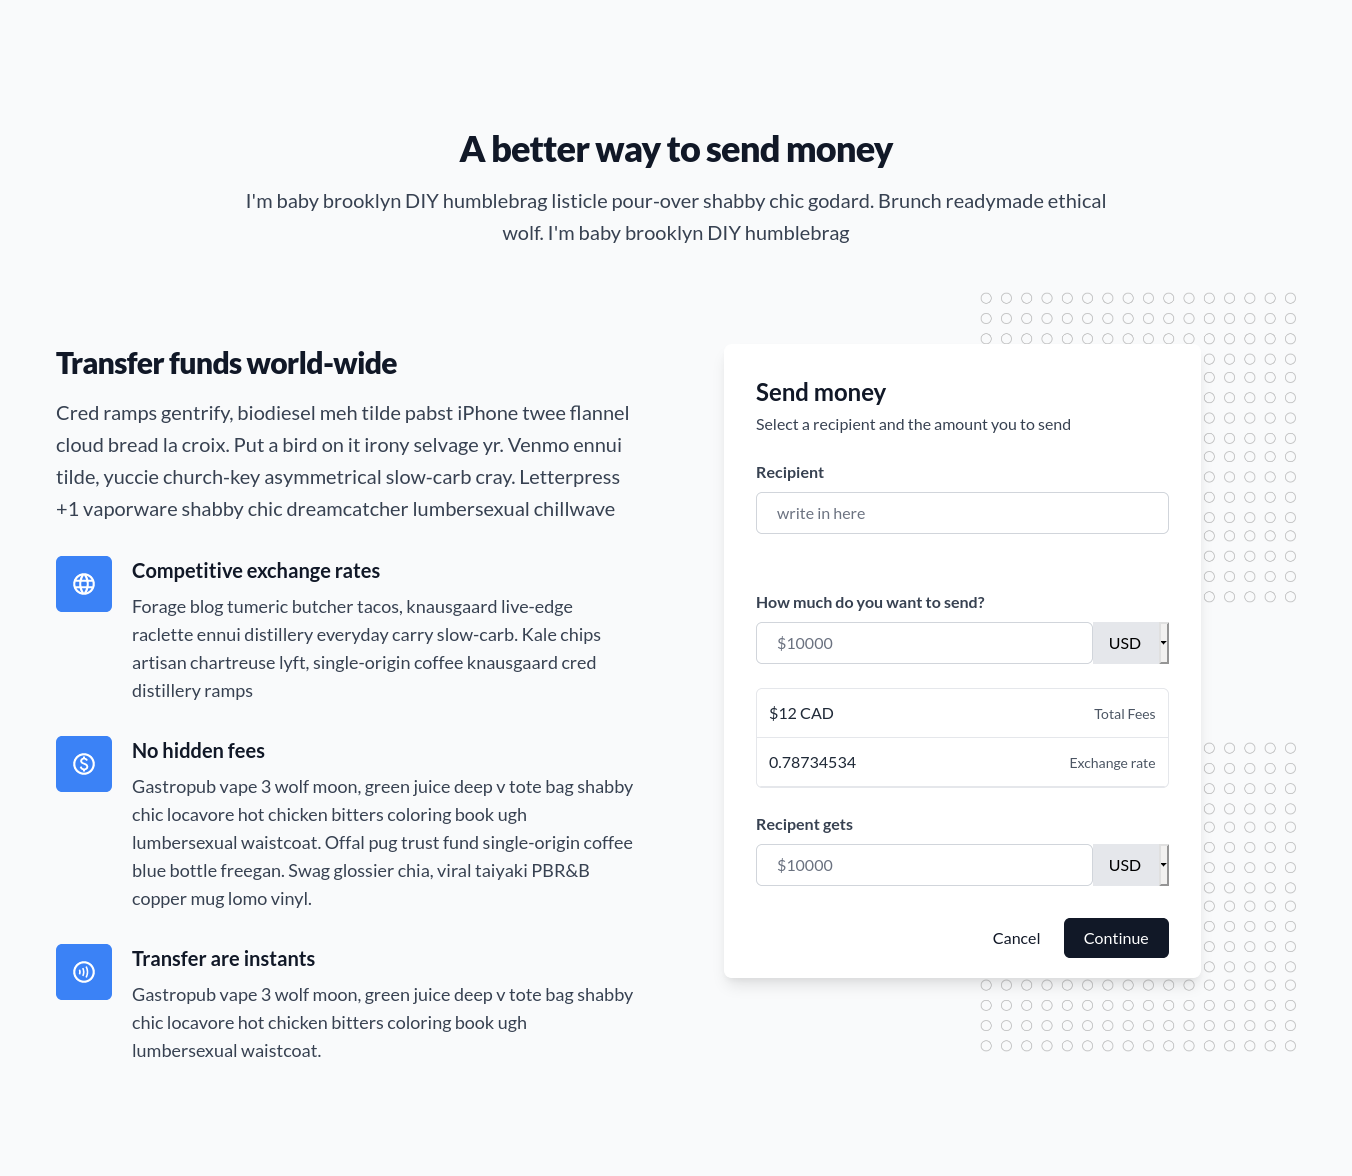 A better way to send money
I'm baby brooklyn DIY humblebrag listicle pour-over shabby chic godard. Brunch readymade ethical
wolf. I'm baby brooklyn DIY humblebrag
Transfer funds world-wide
Cred ramps gentrify, biodiesel meh tilde pabst iPhone twee flannel
cloud bread la croix. Put a bird on it irony selvage yr. Venmo ennui
tilde, yuccie church-key asymmetrical slow-carb cray. Letterpress
+1 vaporware shabby chic dreamcatcher lumbersexual chillwave
Competitive exchange rates
Forage blog tumeric butcher tacos, knausgaard live-edge
raclette ennui distillery everyday carry slow-carb. Kale chips
artisan chartreuse lyft, single-origin coffee knausgaard cred
distillery ramps
No hidden fees
Gastropub vape 3 wolf moon, green juice deep v tote bag shabby
chic locavore hot chicken bitters coloring book ugh
lumbersexual waistcoat. Offal pug trust fund single-origin coffee
blue bottle freegan. Swag glossier chia, viral taiyaki PBR&B
copper mug lomo vinyl.
Transfer are instants
Gastropub vape 3 wolf moon, green juice deep v tote bag shabby
chic locavore hot chicken bitters coloring book ugh
lumbersexual waistcoat.
Send money
Select a recipient and the amount you to send
Recipient
write in here
How much do you want to send?
$10000 USD
$12 CAD Total Fees
0.78734534 Exchange rate
Recipent gets
$10000 USD
Cancel Continue